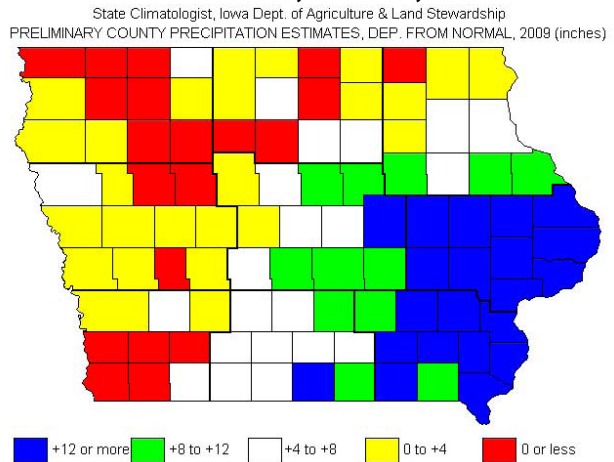 State Climatologist, Iowa Dept. of Agriculture & Land Stewardship
PRELIMINARY COUNTY PRECIPITATION ESTIMATES, DEP. FROM NORMAL, 2009 (inches)
+12 or more +8 to +12 +4 to +8 0 to +4 0 or less